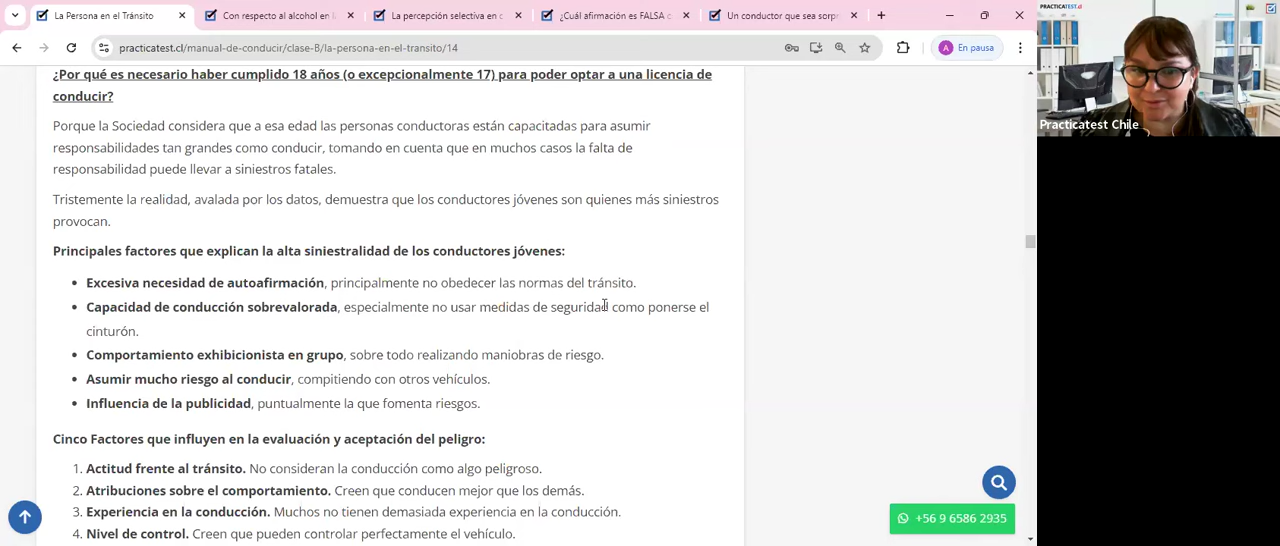 La Persona en el Tránsito
Con respecto al alcohol en l
La percepción selectiva en c
¿Cuál afirmación es FALSA c
Un conductor que sea sorpr
practicatest.cl/manual-de-conducir/clase-B/la-persona-en-el-transito/14
A En pausa
PRACTICATEST.CL
Practicatest Chile
¿Por qué es necesario haber cumplido 18 años (o excepcionalmente 17) para poder optar a una licencia de
conducir?
Porque la Sociedad considera que a esa edad las personas conductoras están capacitadas para asumir
responsabilidades tan grandes como conducir, tomando en cuenta que en muchos casos la falta de
responsabilidad puede llevar a siniestros fatales.
Tristemente la realidad, avalada por los datos, demuestra que los conductores jóvenes son quienes más siniestros
provocan.
Principales factores que explican la alta siniestralidad de los conductores jóvenes:
• Excesiva necesidad de autoafirmación, principalmente no obedecer las normas del tránsito.
• Capacidad de conducción sobrevalorada, especialmente no usar medidas de seguridad como ponerse el
cinturón.
• Comportamiento exhibicionista en grupo, sobre todo realizando maniobras de riesgo.
• Asumir mucho riesgo al conducir, compitiendo con otros vehículos.
• Influencia de la publicidad, puntualmente la que fomenta riesgos.
Cinco Factores que influyen en la evaluación y aceptación del peligro:
1. Actitud frente al tránsito. No consideran la conducción como algo peligroso.
2. Atribuciones sobre el comportamiento. Creen que conducen mejor que los demás.
3. Experiencia en la conducción. Muchos no tienen demasiada experiencia en la conducción.
4. Nivel de control. Creen que pueden controlar perfectamente el vehículo.
+56 9 6586 2935